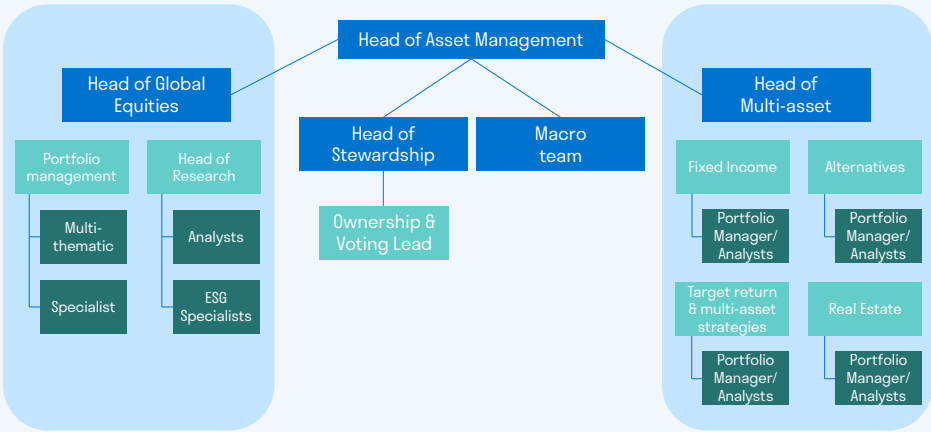 Head of Asset Management
Head of Global
Equities
Portfolio
management
Multi-
thematic
Specialist
Head of
Research
Analysts
ESG
Specialists
Head of
Stewardship
Ownership &
Voting Lead
Macro
team
Head of
Multi-asset
Fixed Income
Portfolio
Manager/
Analysts
Alternatives
Portfolio
Manager/
Analysts
Target return
& multi-asset
strategies
Portfolio
Manager/
Analysts
Real Estate
Portfolio
Manager/
Analysts